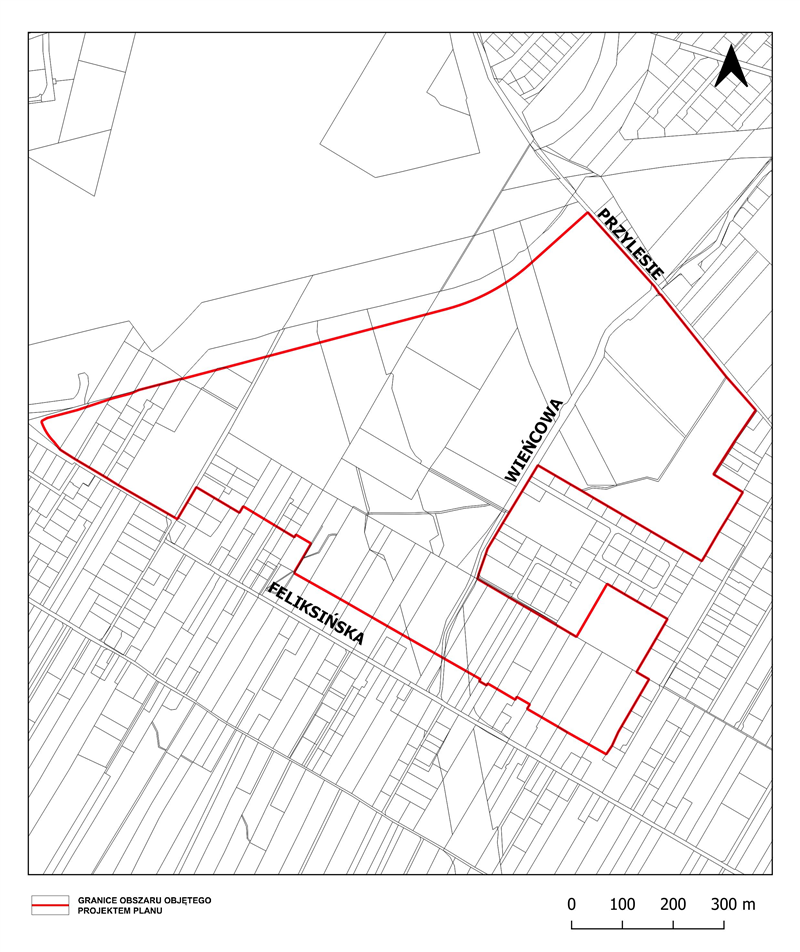 PRZYLESIE
WIEŃCOWA
FELIKSIŃSKA
GRANICE OBSZARU OBJĘTEGO
PROJEKTEM PLANU
0 100 200 300 m